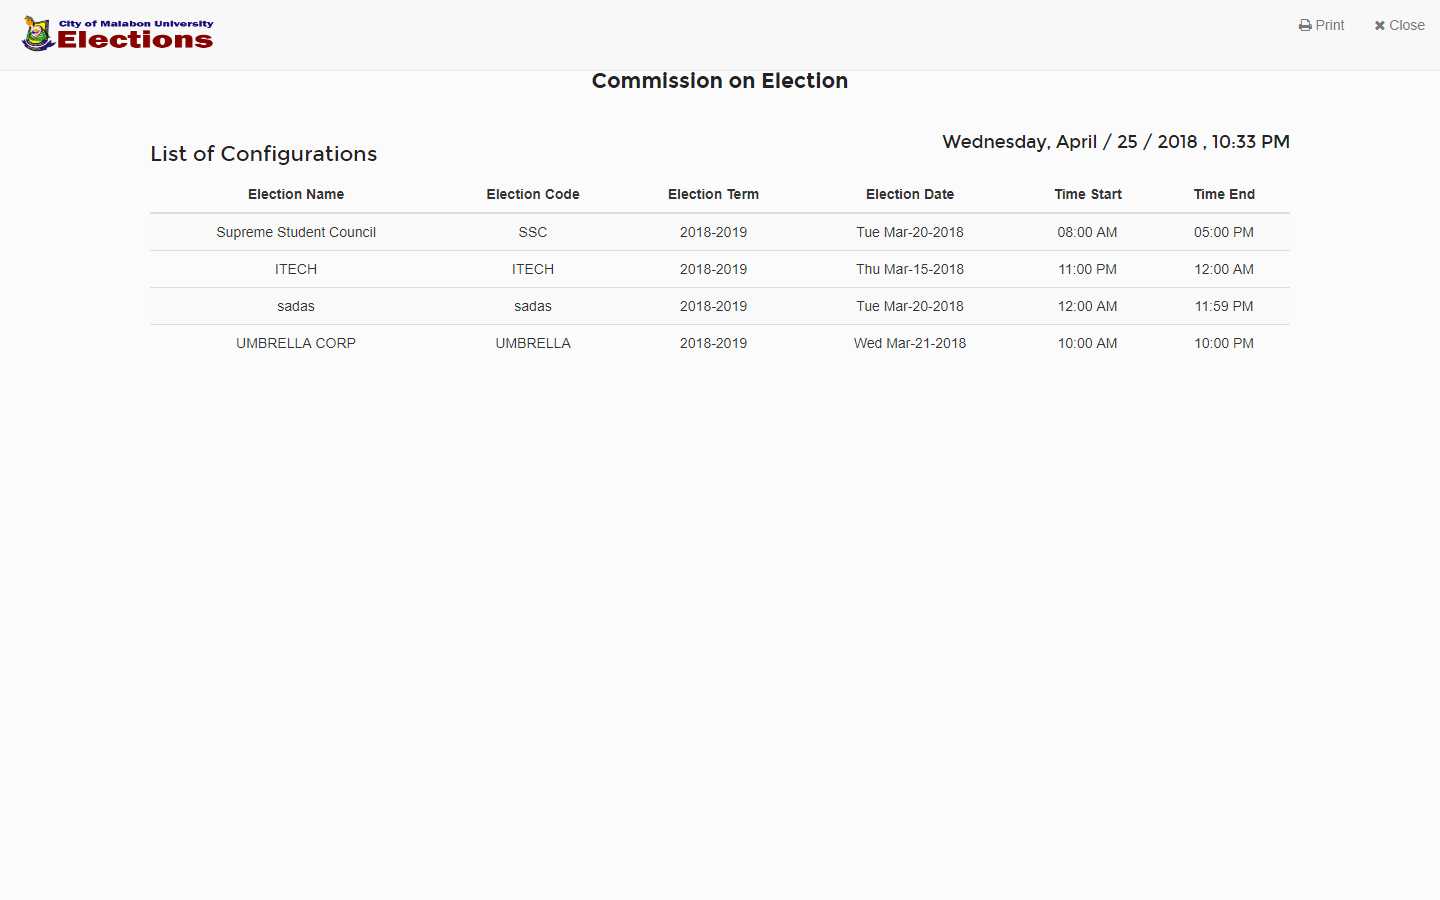 City of Malabon University
Elections
Print Close
Commission on Election
Wednesday, April / 25 / 2018 , 10:33 PM
List of Configurations
Election Name Election Code Election Term Election Date Time Start Time End
Supreme Student Council SSC 2018-2019 Tue Mar-20-2018 08:00 AM 05:00 PM
ITECH ITECH 2018-2019 Thu Mar-15-2018 11:00 PM 12:00 AM
sadas sadas 2018-2019 Tue Mar-20-2018 12:00 AM 11:59 PM
UMBRELLA CORP UMBRELLA 2018-2019 Wed Mar-21-2018 10:00 AM 10:00 PM